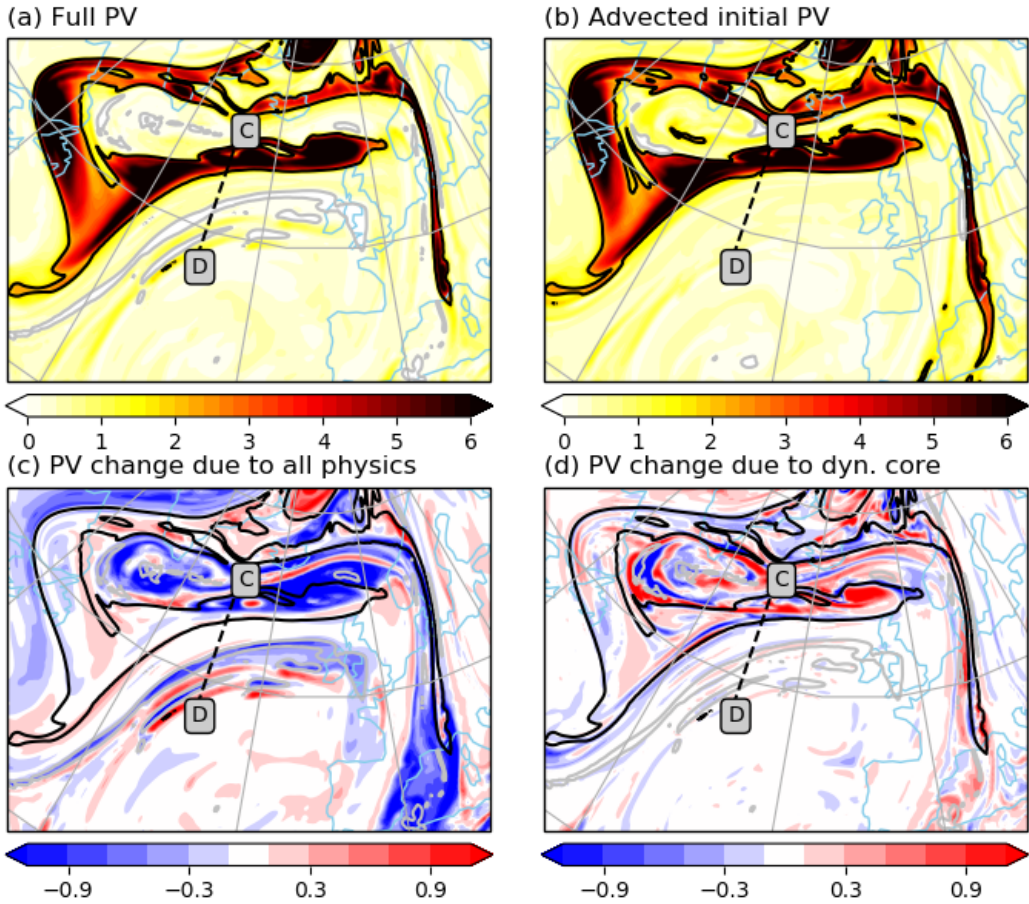 (a) Full PV
(b) Advected initial PV
C
D
C
D
0 1 2 3 4 5 6
0 1 2 3 4 5 6
(c) PV change due to all physics
(d) PV change due to dyn. core
C
D
C
D
−0.9 −0.3 0.3 0.9
−0.9 −0.3 0.3 0.9